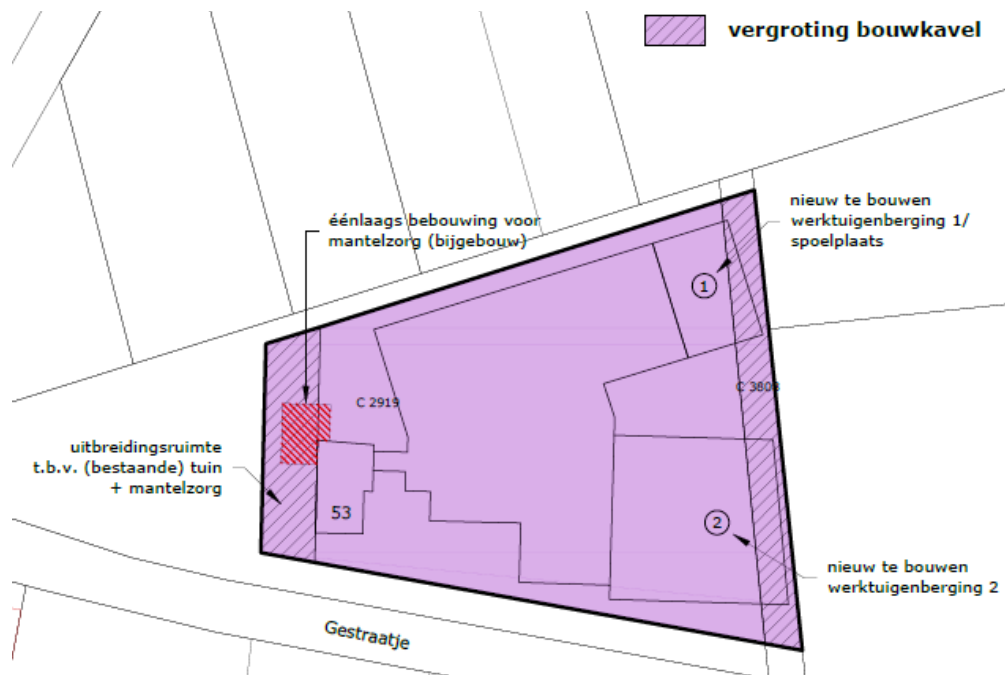 vergroting bouwkavel
nieuw te bouwen
werktuigenberging 1/
spoelplaats
éénlaags bebouwing voor
mantelzorg (bijgebouw)
1
C 3808
C 2919
uitbreidingsruimte
t.b.v. (bestaande) tuin
+ mantelzorg
53
2
nieuw te bouwen
werktuigenberging 2
Gestraatje